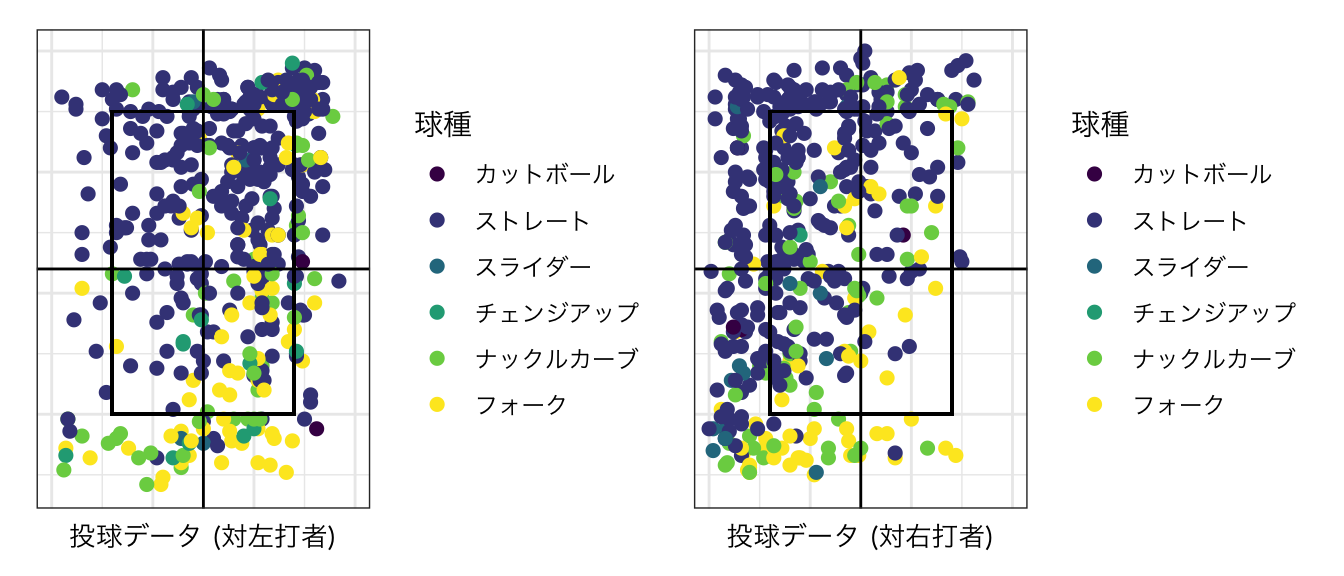 球種
カットボール
ストレート
スライダー
チェンジアップ
ナックルカーブ
フォーク
投球データ (対左打者)
球種
カットボール
ストレート
スライダー
チェンジアップ
ナックルカーブ
フォーク
投球データ (対右打者)